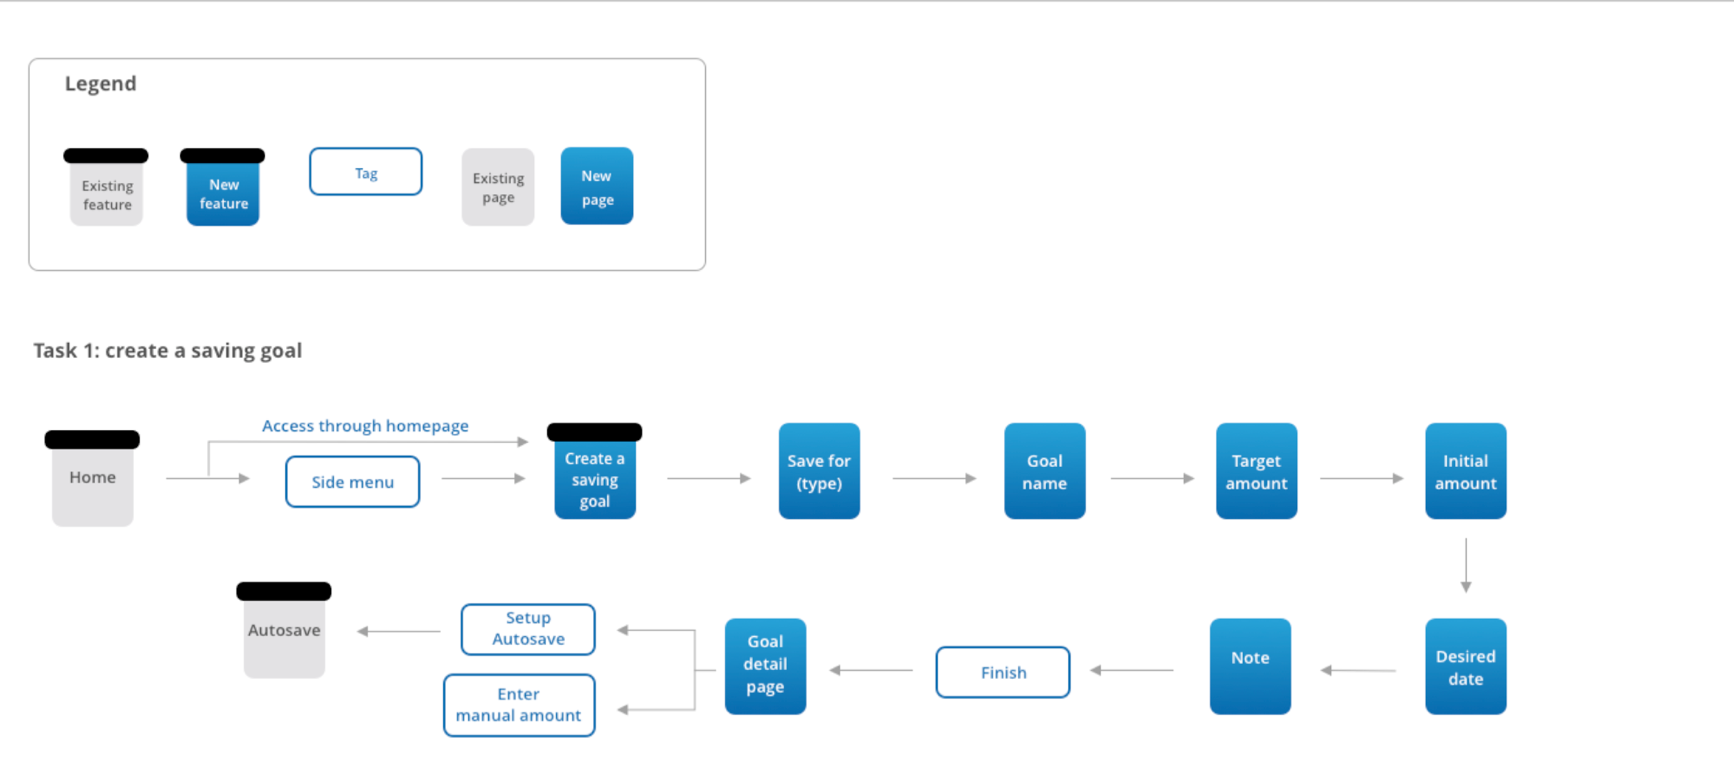 Legend
Existing
feature
New
feature
Tag
Existing
page
New
page
Task 1: create a saving goal
Access through homepage
Home
Side menu
Create a
saving
goal
Save for
(type)
Goal
name
Target
amount
Initial
amount
Autosave
Setup
Autosave
Enter
manual amount
Goal
detail
page
Finish
Note
Desired
date